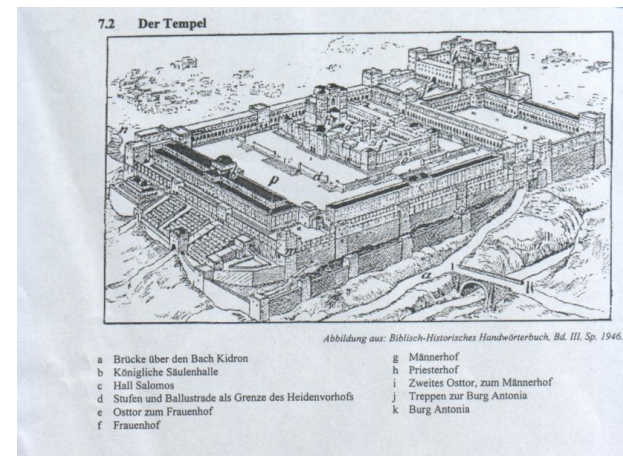 7.2 Der Tempel
n
p
a
Abbildung aus: Biblisch-Historisches Handwörterbuch, Bd. III, Sp. 1946.
a Brücke über den Bach Kidron
b Königliche Säulenhalle
c Hall Salomos
d Stufen und Ballustrade als Grenze des Heidenvorhofs
e Osttor zum Frauenhof
f Frauenhof
g Männerhof
h Priesterhof
i Zweites Osttor, zum Männerhof
j Treppen zur Burg Antonia
k Burg Antonia